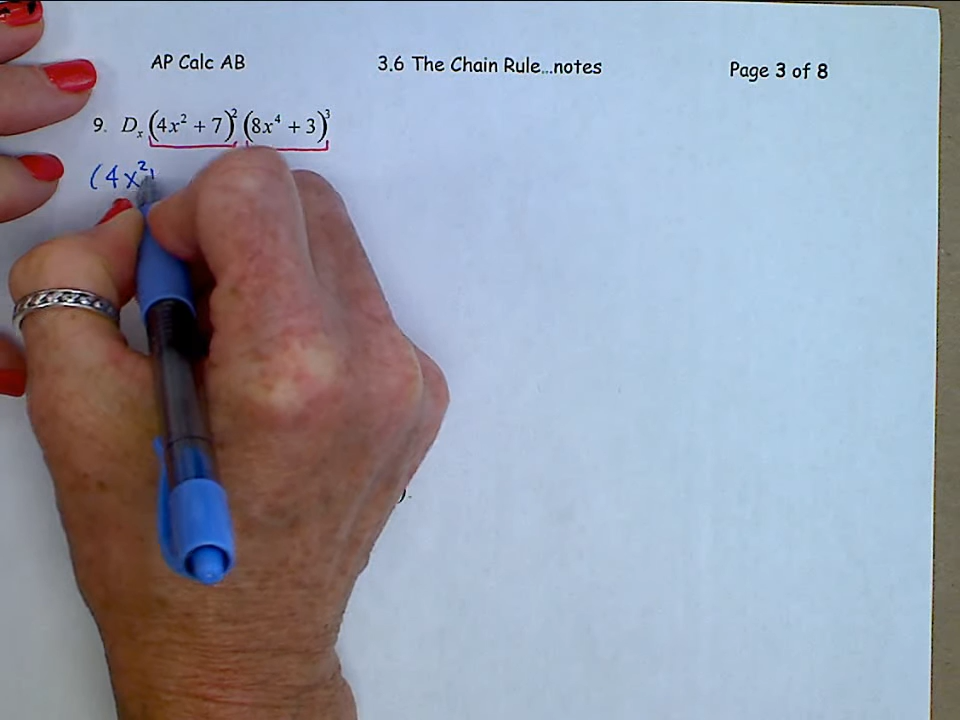 AP Calc AB 3.6 The Chain Rule…notes Page 3 of 8
9. Dₓ (4x² + 7)² (8x⁴ + 3)³
(4x²
).